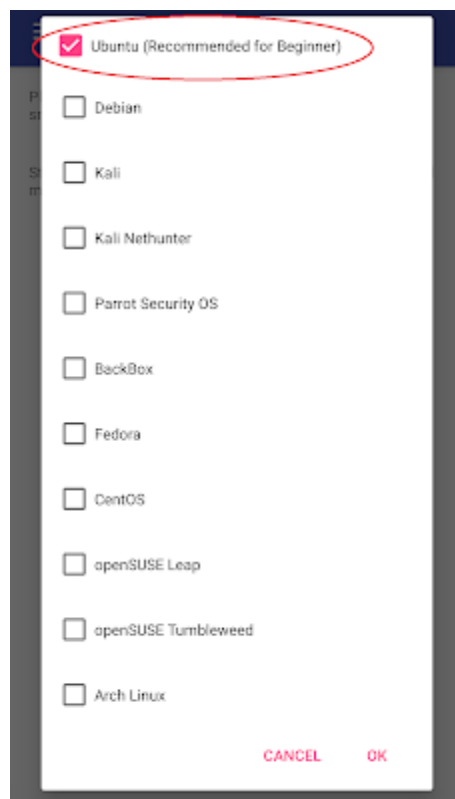 Ubuntu (Recommended for Beginner)
Debian
Kali
Kali Nethunter
Parrot Security OS
BackBox
Fedora
CentOS
openSUSE Leap
openSUSE Tumbleweed
Arch Linux
CANCEL OK